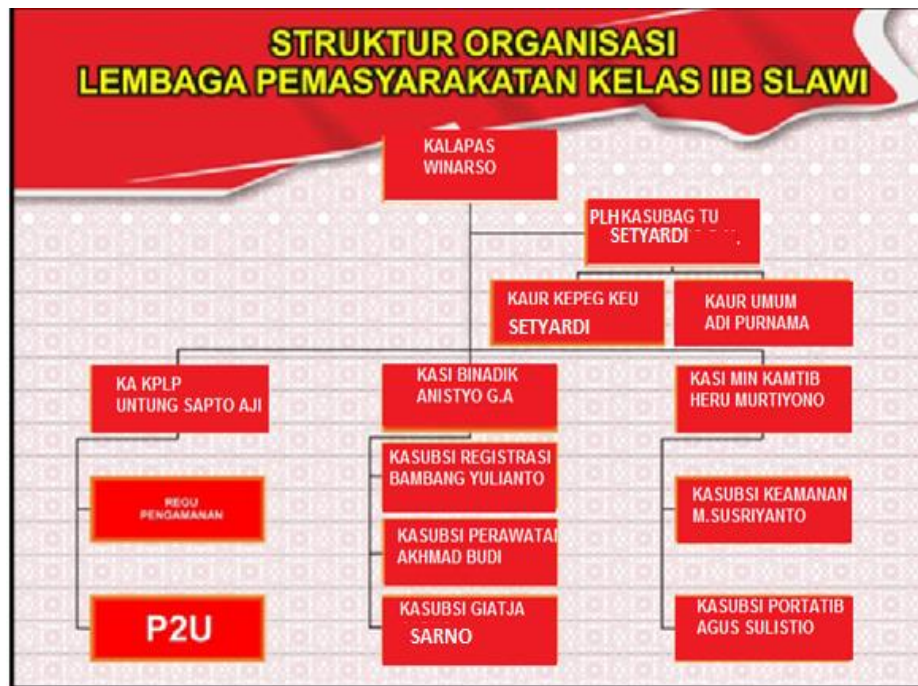 STRUKTUR ORGANISASI
LEMBAGA PEMASYARAKATAN KELAS IIB SLAWI
KALAPAS
WINARSO
PLH KASUBAG TU
SETYARDI
KAUR KEPEG KEU
SETYARDI
KAUR UMUM
ADI PURNAMA
KA KPLP
UNTUNG SAPTO AJI
KASI BINADIK
ANISTYO G.A
KASI MIN KAMTIB
HERU MURTIYONO
REGU
PENGAMANAN
P2U
KASUBSI REGISTRASI
BAMBANG YULIANTO
KASUBSI PERAWATAN
AKHMAD BUDI
KASUBSI GIATJA
SARNO
KASUBSI KEAMANAN
M.SUSRIYANTO
KASUBSI PORTATIB
AGUS SULISTIO